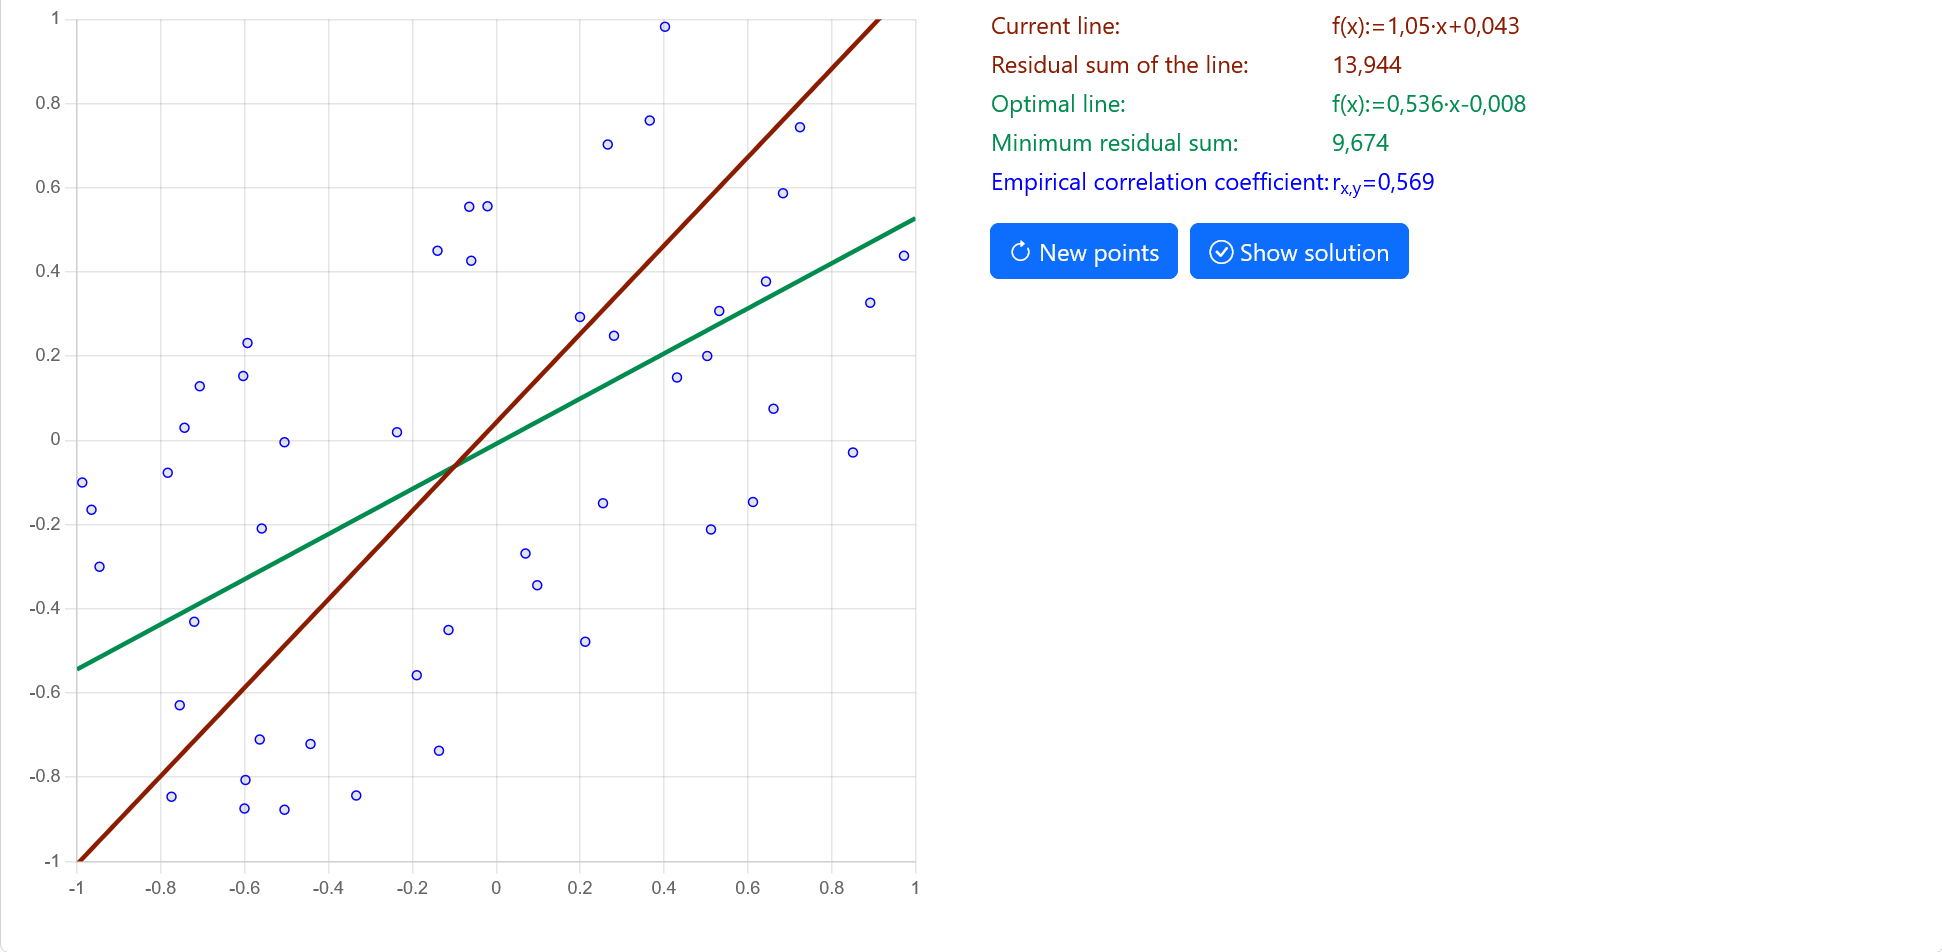 Current line: f(x):=1,05·x+0,043
Residual sum of the line: 13,944
Optimal line: f(x):=0,536·x-0,008
Minimum residual sum: 9,674
Empirical correlation coefficient: rx,y=0,569
New points Show solution
1
0.8
0.6
0.4
0.2
0
-0.2
-0.4
-0.6
-0.8
-1
-1 -0.8 -0.6 -0.4 -0.2 0 0.2 0.4 0.6 0.8 1